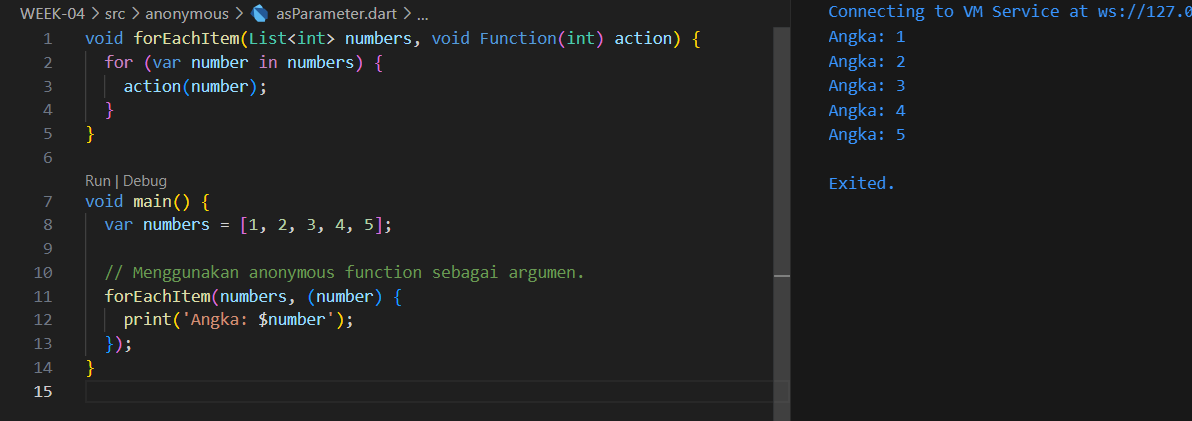 WEEK-04 > src > anonymous > asParameter.dart > ...
1 void forEachItem(List<int> numbers, void Function(int) action) {
2   for (var number in numbers) {
3     action(number);
4   }
5 }
6
Run | Debug
7 void main() {
8   var numbers = [1, 2, 3, 4, 5];
9
10   // Menggunakan anonymous function sebagai argumen.
11   forEachItem(numbers, (number) {
12     print('Angka: $number');
13   });
14 }
15
Connecting to VM Service at ws://127.0
Angka: 1
Angka: 2
Angka: 3
Angka: 4
Angka: 5
Exited.